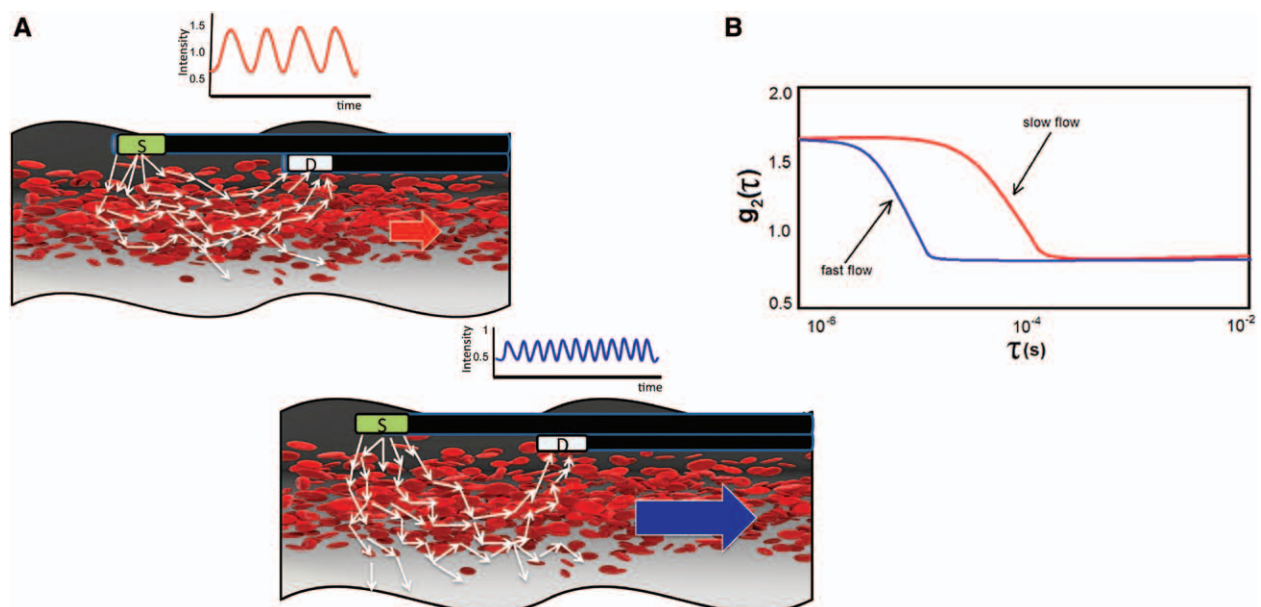 A
Intensity
1.5
1.0
0.5
time
S
D
Intensity
1
0.5
time
S
D
B
g2(τ)
2.0
1.5
1.0
0.5
slow flow
fast flow
10-6
10-4
10-2
τ(s)